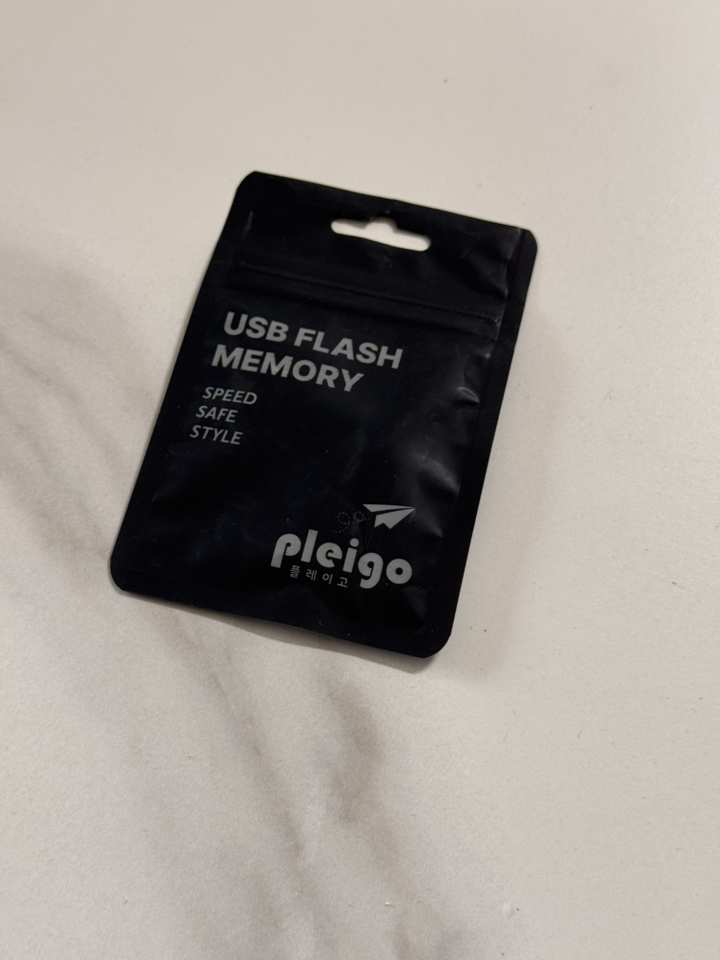 USB FLASH
MEMORY
SPEED
SAFE
STYLE
pleigo
플레이고